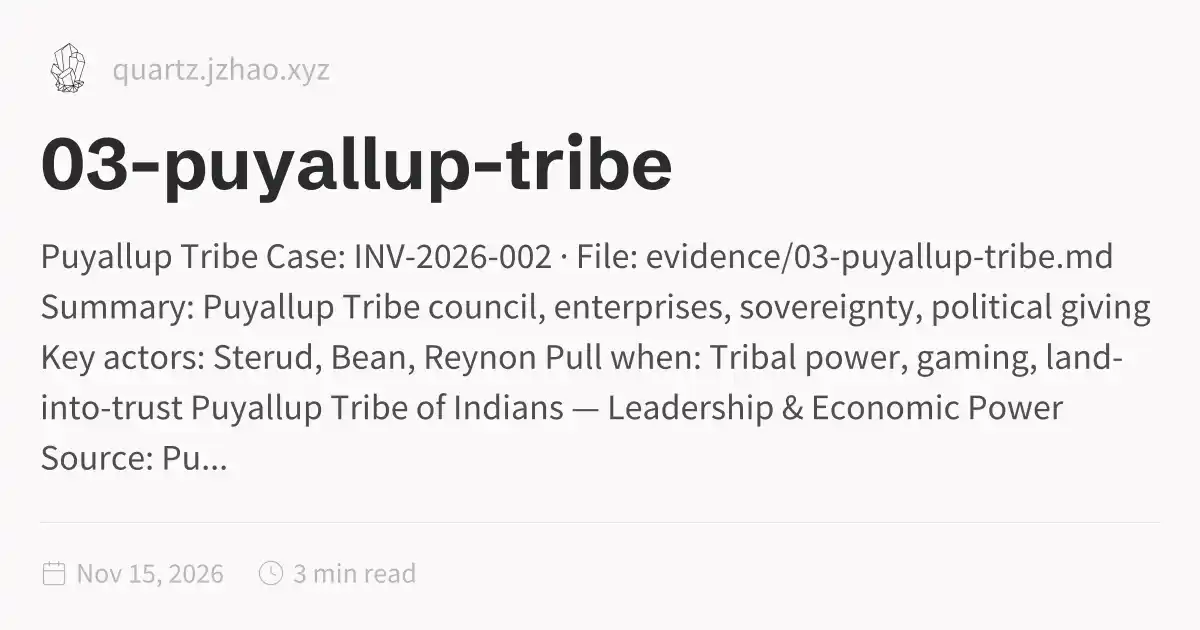 quartz.jzhao.xyz
03-puyallup-tribe
Puyallup Tribe Case: INV-2026-002 · File: evidence/03-puyallup-tribe.md
Summary: Puyallup Tribe council, enterprises, sovereignty, political giving
Key actors: Sterud, Bean, Reynon Pull when: Tribal power, gaming, land-
into-trust Puyallup Tribe of Indians — Leadership & Economic Power
Source: Pu...
Nov 15, 2026 3 min read